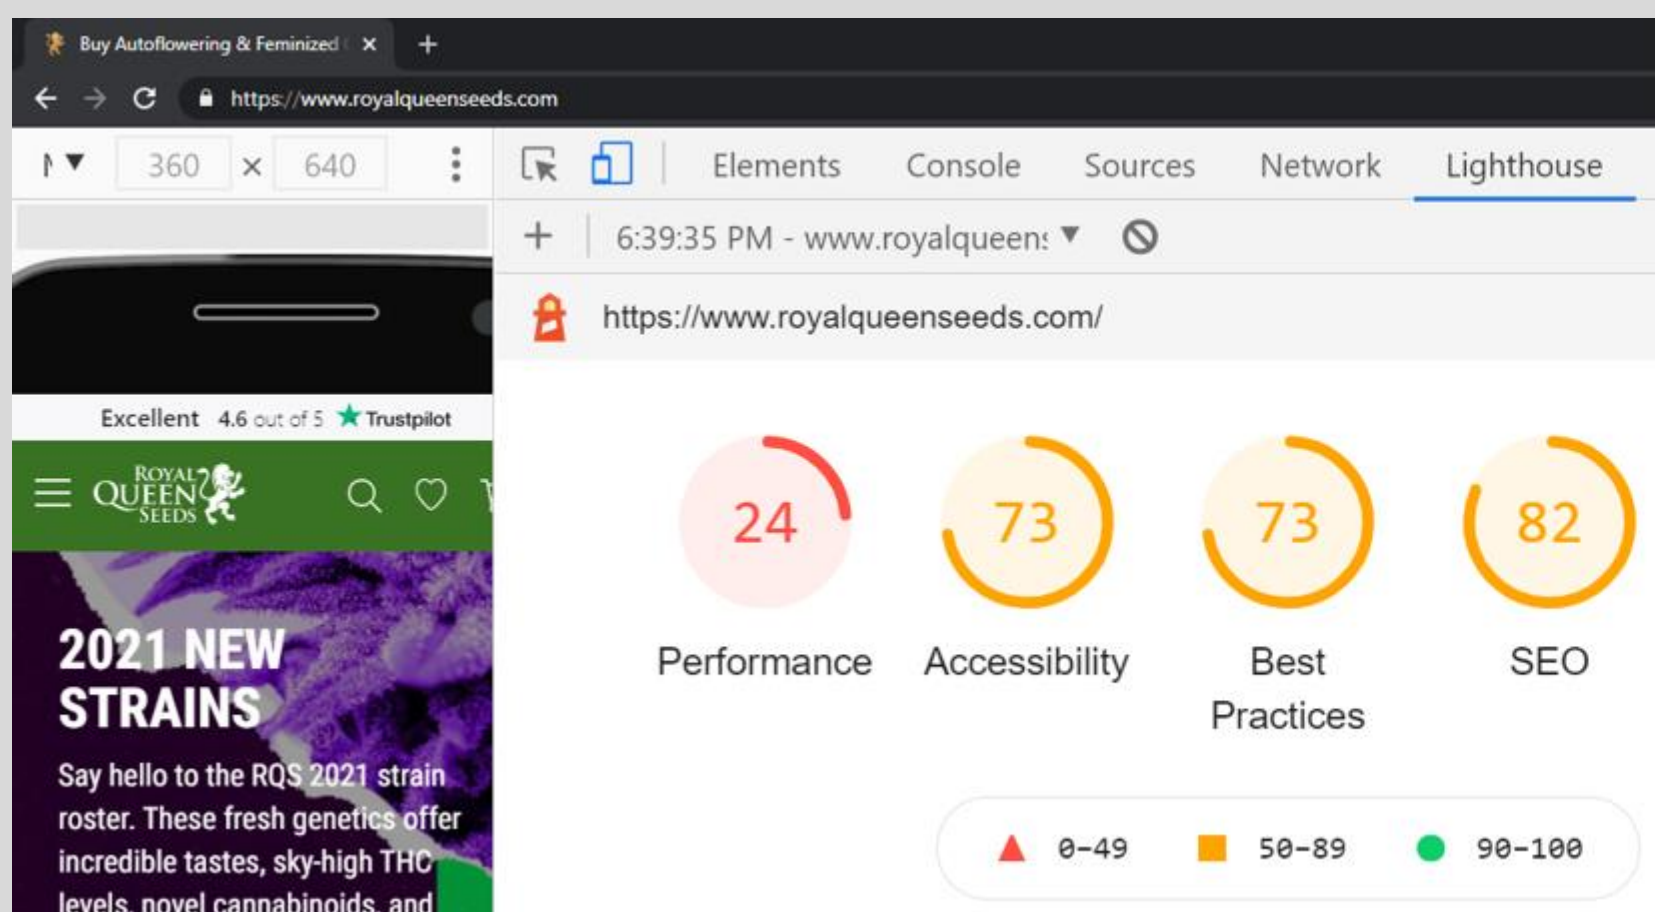 Buy Autoflowering & Feminized
https://www.royalqueenseeds.com
360 × 640
Elements Console Sources Network Lighthouse
6:39:35 PM - www.royalqueens
https://www.royalqueenseeds.com/
Excellent 4.6 out of 5 Trustpilot
ROYAL
QUEEN
SEEDS
2021 NEW
STRAINS
Say hello to the RQS 2021 strain
roster. These fresh genetics offer
incredible tastes, sky-high THC
levels, novel cannabinoids, and
24 73 73 82
Performance Accessibility Best SEO
Practices
0–49 50–89 90–100